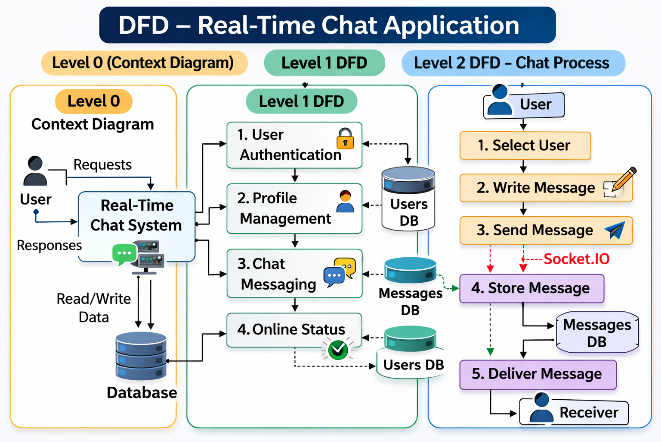 DFD – Real-Time Chat Application
Level 0 (Context Diagram)
Level 1 DFD
Level 2 DFD – Chat Process
Level 0
Context Diagram
Requests
User
Real-Time
Chat System
Responses
Read/Write
Data
Database
Level 1 DFD
1. User
Authentication
2. Profile
Management
3. Chat
Messaging
4. Online Status
Users
DB
Messages
DB
Users DB
User
1. Select User
2. Write Message
3. Send Message
Socket.IO
4. Store Message
Messages
DB
5. Deliver Message
Receiver